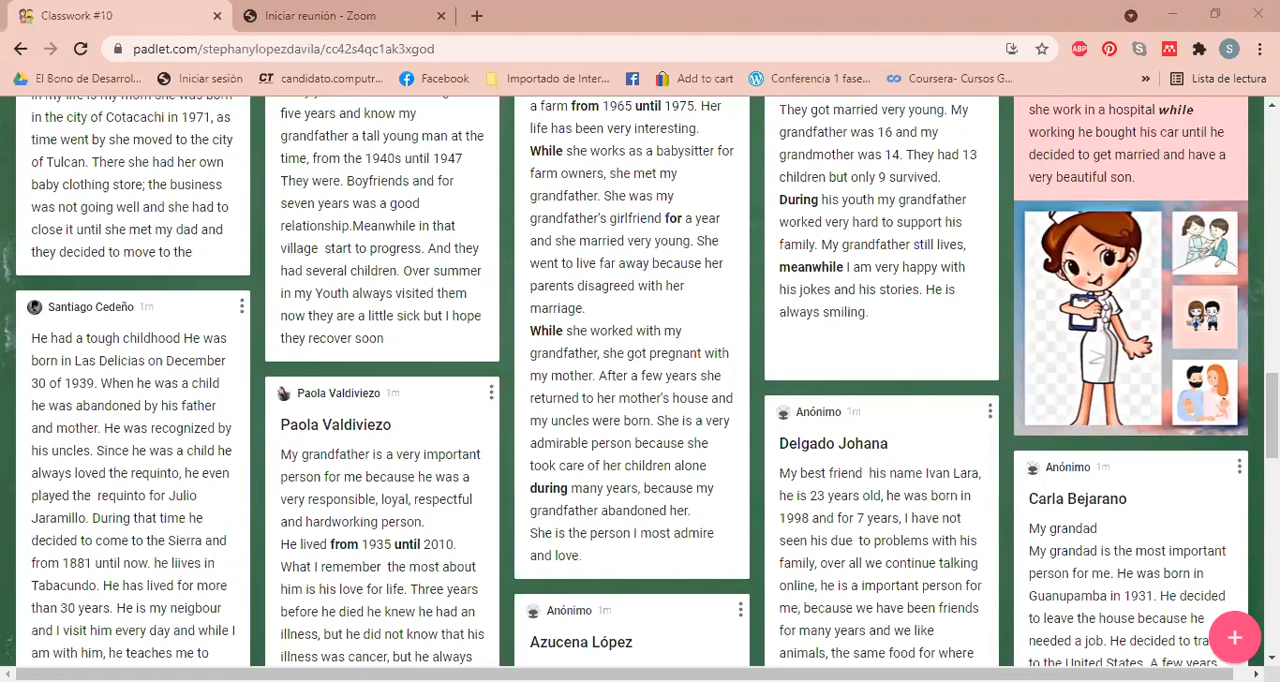 Classwork #10
Iniciar reunión - Zoom
padlet.com/stephanylopezdavila/cc42s4qc1ak3xgod
ABP
S
El Bono de Desarrol...
Iniciar sesión
CT candidato.computr...
Facebook
Importado de Inter...
Add to cart
Conferencia 1 fase...
Coursera- Cursos G...
»
Lista de lectura
in my life is my mom she was born
in the city of Cotacachi in 1971, as
time went by she moved to the city
of Tulcan. There she had her own
baby clothing store; the business
was not going well and she had to
close it until she met my dad and
they decided to move to the
Santiago Cedeño 1m
He had a tough childhood He was
born in Las Delicias on December
30 of 1939. When he was a child
he was abandoned by his father
and mother. He was recognized by
his uncles. Since he was a child he
always loved the requinto, he even
played the requinto for Julio
Jaramillo. During that time he
decided to come to the Sierra and
from 1881 until now. he liives in
Tabacundo. He has lived for more
than 30 years. He is my neigbour
and I visit him every day and while I
am with him, he teaches me to
five years and know my
grandfather a tall young man at the
time, from the 1940s until 1947
They were. Boyfriends and for
seven years was a good
relationship.Meanwhile in that
village start to progress. And they
had several children. Over summer
in my Youth always visited them
now they are a little sick but I hope
they recover soon
Paola Valdiviezo 1m
Paola Valdiviezo
My grandfather is a very important
person for me because he was a
very responsible, loyal, respectful
and hardworking person.
He lived from 1935 until 2010.
What I remember the most about
him is his love for life. Three years
before he died he knew he had an
illness, but he did not know that his
illness was cancer, but he always
a farm from 1965 until 1975. Her
life has been very interesting.
While she works as a babysitter for
farm owners, she met my
grandfather. She was my
grandfather's girlfriend for a year
and she married very young. She
went to live far away because her
parents disagreed with her
marriage.
While she worked with my
grandfather, she got pregnant with
my mother. After a few years she
returned to her mother's house and
my uncles were born. She is a very
admirable person because she
took care of her children alone
during many years, because my
grandfather abandoned her.
She is the person I most admire
and love.
Anónimo 1m
Azucena López
They got married very young. My
grandfather was 16 and my
grandmother was 14. They had 13
children but only 9 survived.
During his youth my grandfather
worked very hard to support his
family. My grandfather still lives,
meanwhile I am very happy with
his jokes and his stories. He is
always smiling.
Anónimo 1m
Delgado Johana
My best friend his name Ivan Lara,
he is 23 years old, he was born in
1998 and for 7 years, I have not
seen his due to problems with his
family, over all we continue talking
online, he is a important person for
me, because we have been friends
for many years and we like
aninals, the same food for where
she work in a hospital while
working he bought his car until he
decided to get married and have a
very beautiful son.
Anónimo 1m
Carla Bejarano
My grandad
My grandad is the most important
person for me. He was born in
Guanupamba in 1931. He decided
to leave the house because he
needed a job. He decided to
to the United States. A few years